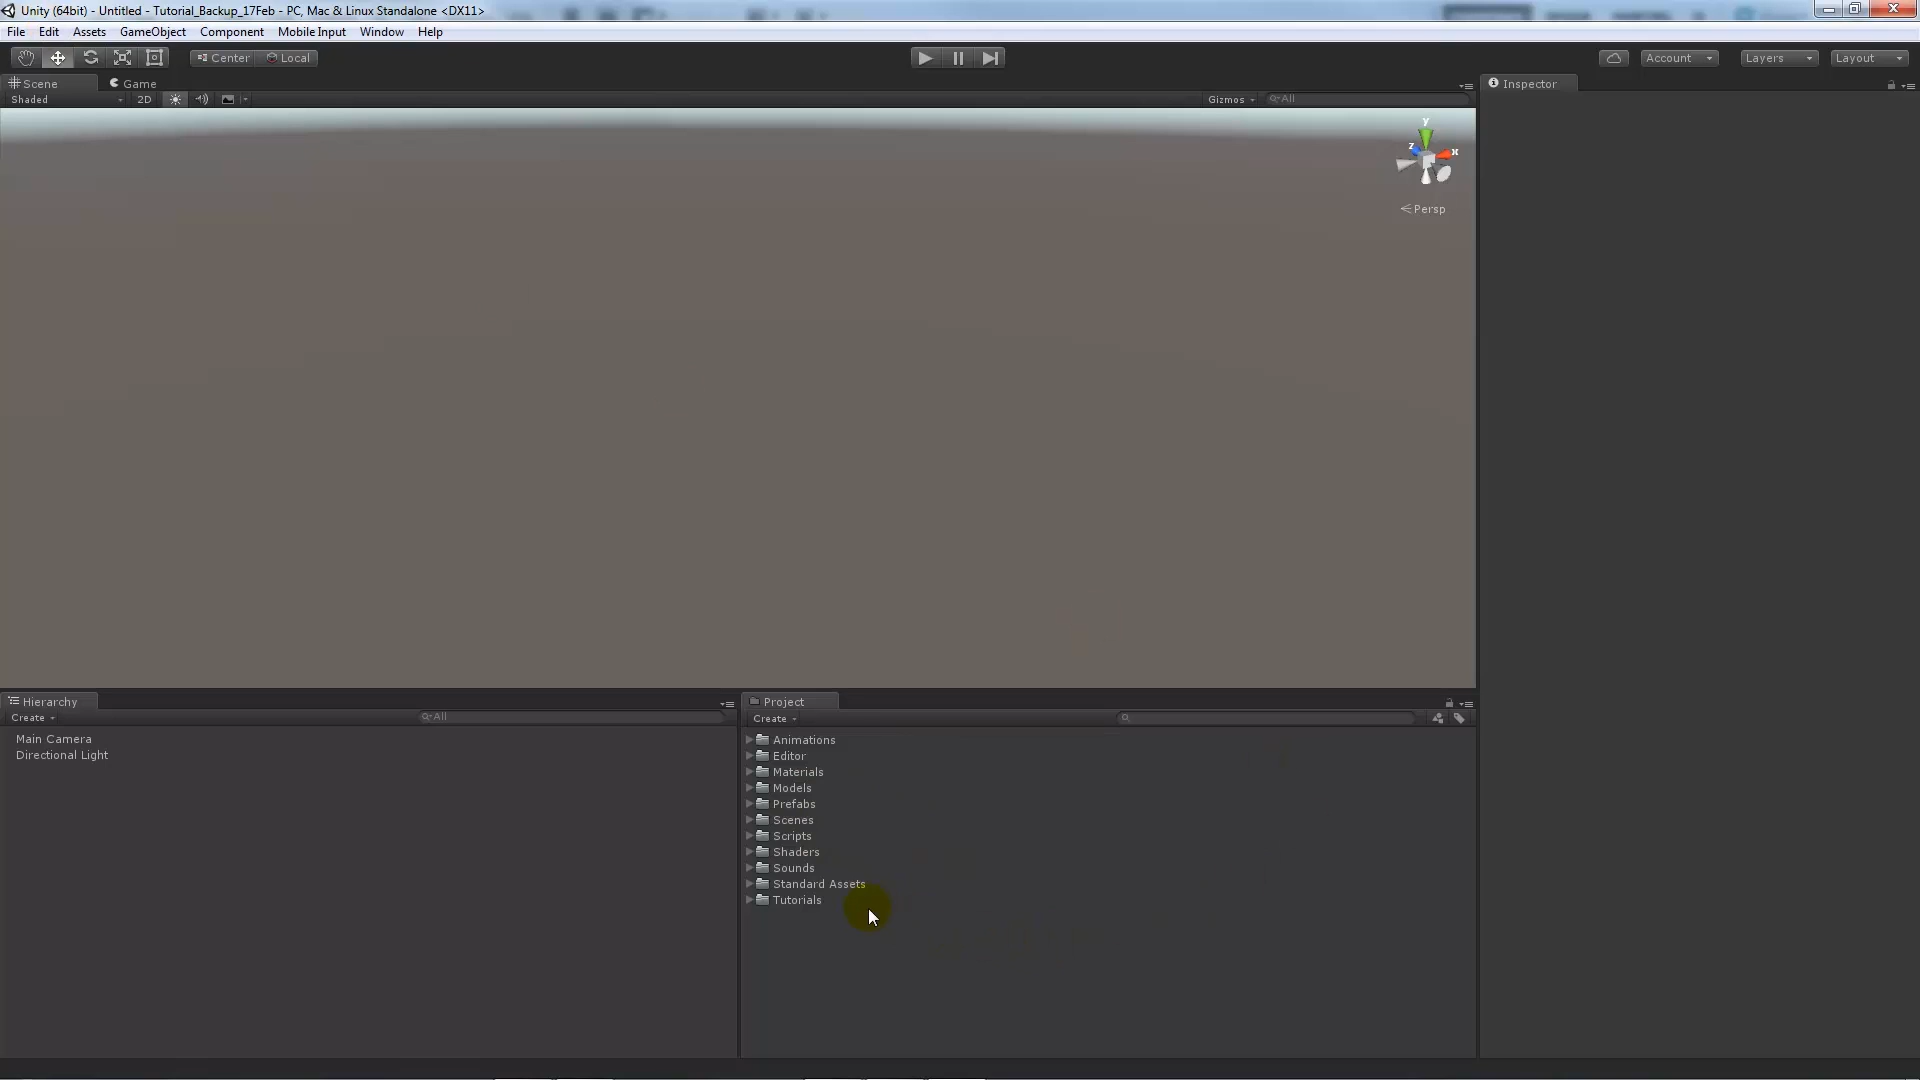 Unity (64bit) - Untitled - Tutorial_Backup_17Feb - PC, Mac & Linux Standalone <DX11>
File Edit Assets GameObject Component Mobile Input Window Help
Center Local Account Layers Layout
Scene Game Inspector
Shaded 2D Gizmos All
y
z x
Persp
Hierarchy Project
Create All Create
Main Camera
Directional Light
Animations
Editor
Materials
Models
Prefabs
Scenes
Scripts
Shaders
Sounds
Standard Assets
Tutorials